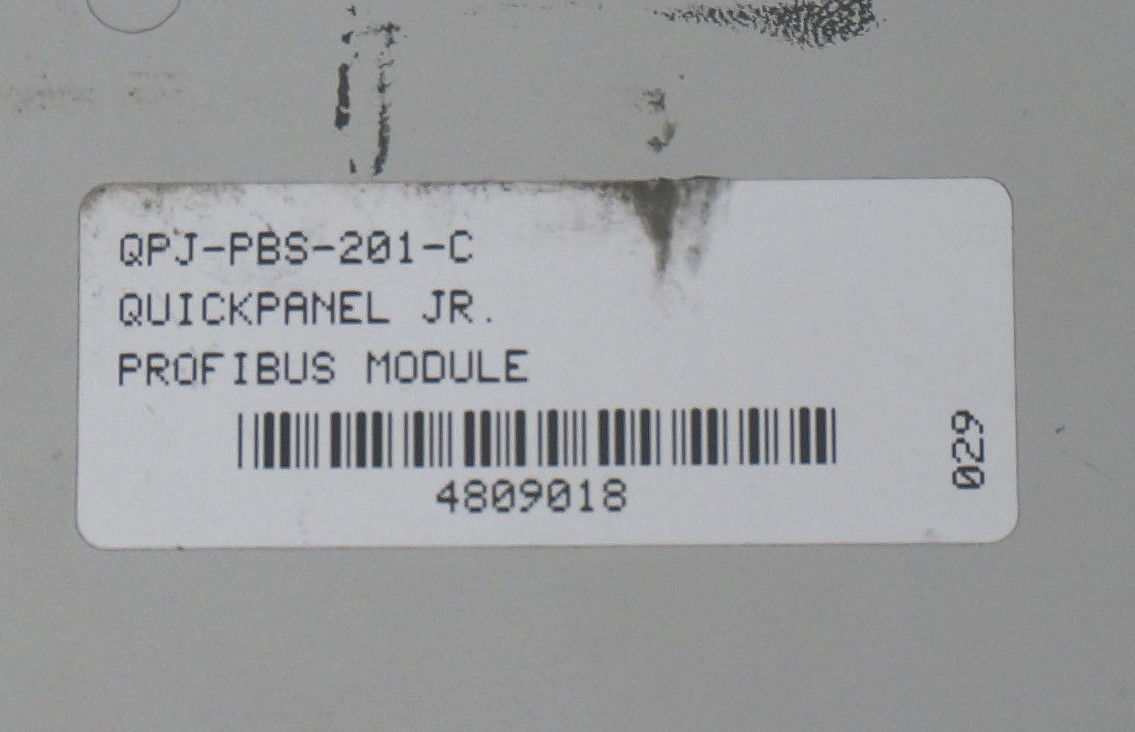 QPJ-PBS-201-C
QUICKPANEL JR.
PROFIBUS MODULE
4809018
029